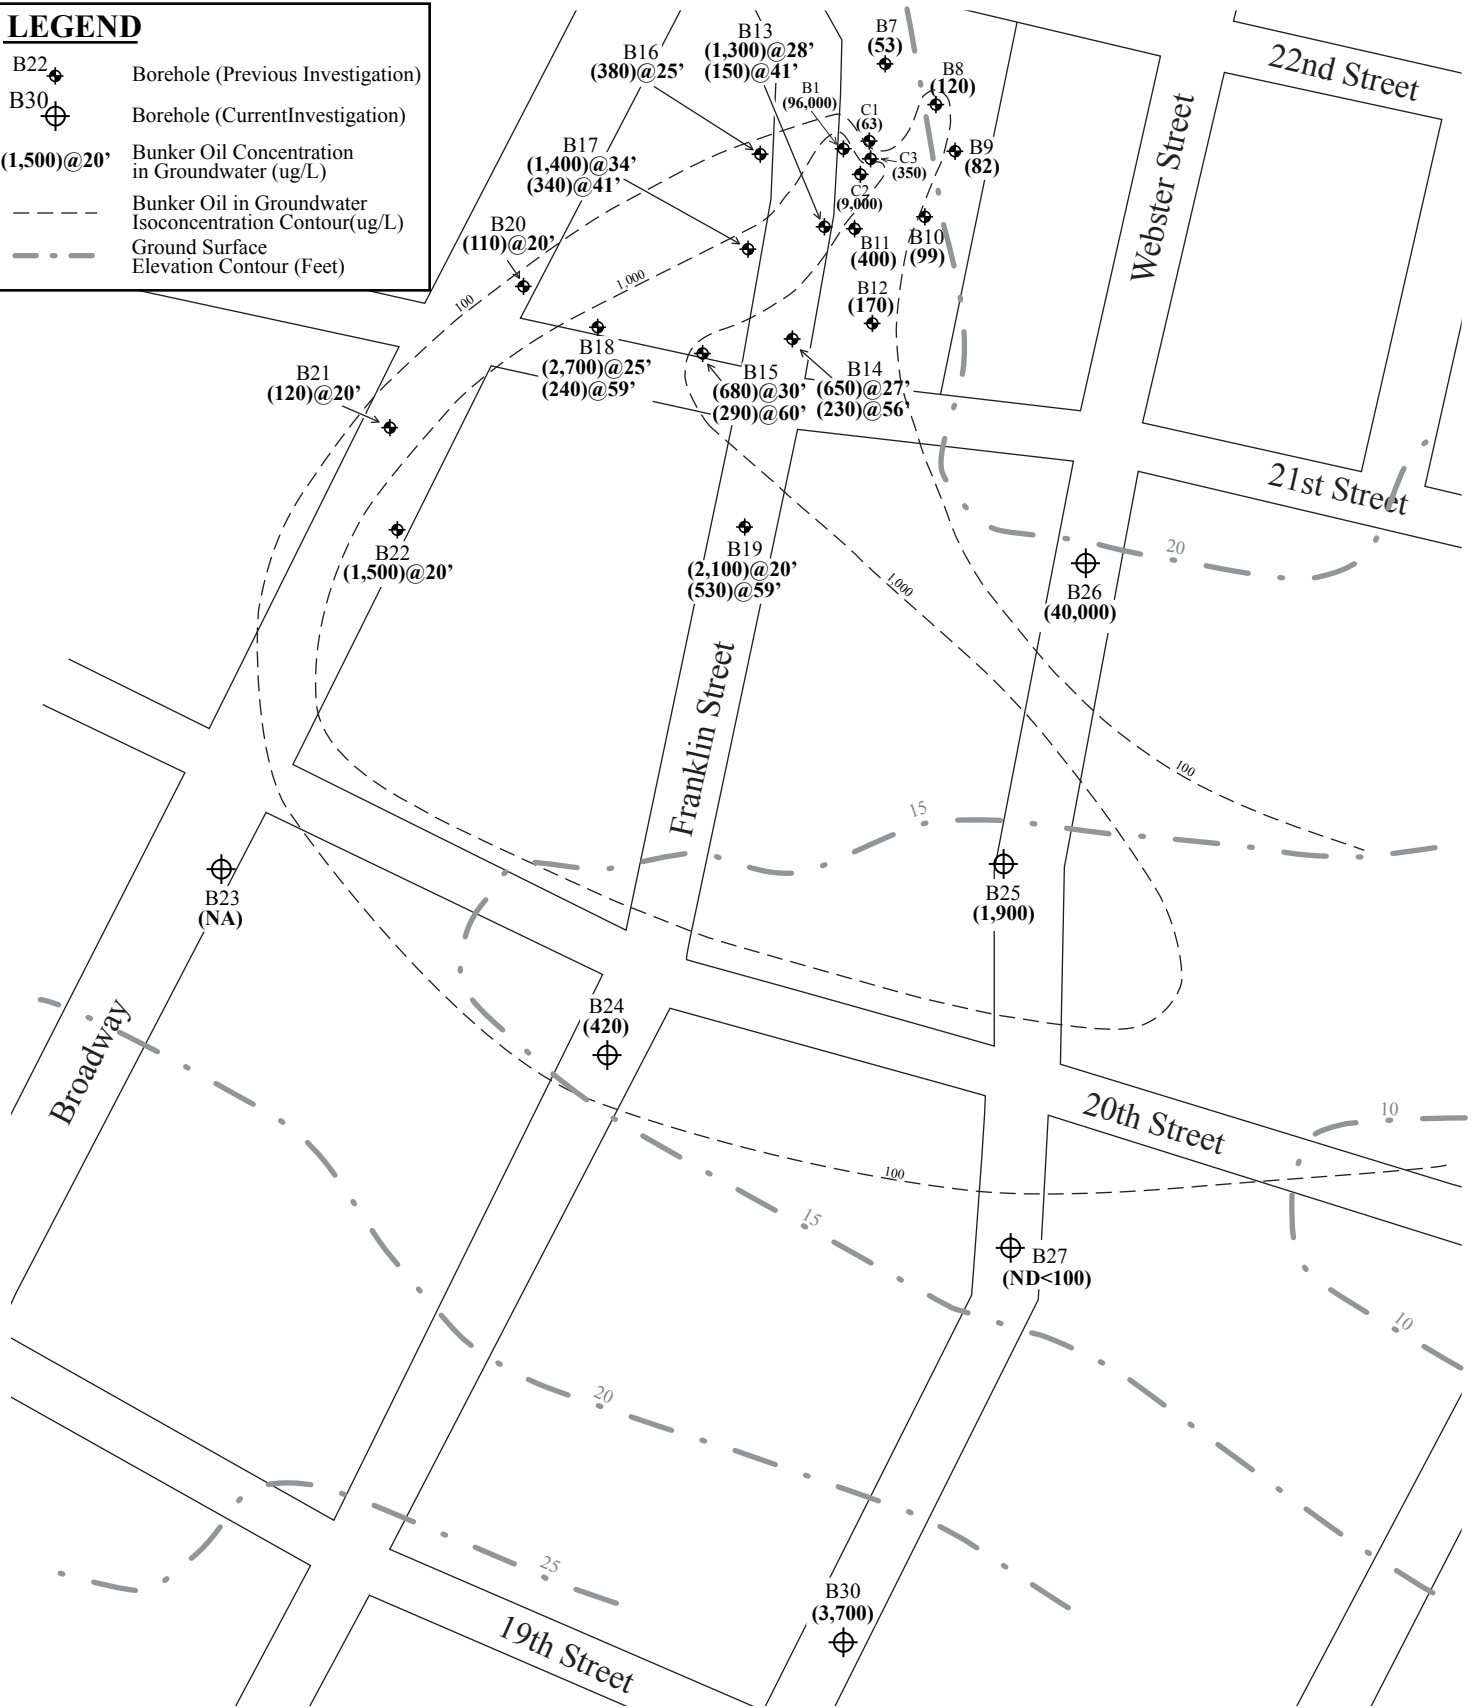 LEGEND
B22
Borehole (Previous Investigation)
B30
Borehole (CurrentInvestigation)
(1,500)@20’
Bunker Oil Concentration
in Groundwater (ug/L)
Bunker Oil in Groundwater
Isoconcentration Contour(ug/L)
Ground Surface
Elevation Contour (Feet)
B16
(380)@25’
B13
(1,300)@28’
(150)@41’
B7
(53)
B8
(120)
B1
(96,000)
C1
(63)
C3
(350)
B9
(82)
C2
(9,000)
B17
(1,400)@34’
(340)@41’
B20
(110)@20’
B11
(400)
B10
(99)
B12
(170)
22nd Street
Webster Street
100
1,000
B18
(2,700)@25’
(240)@59’
B15
(680)@30’
(290)@60’
B14
(650)@27’
(230)@56’
B21
(120)@20’
21st Street
B22
(1,500)@20’
B19
(2,100)@20’
(530)@59’
20
1,000
B26
(40,000)
Franklin Street
100
15
B23
(NA)
B25
(1,900)
Broadway
B24
(420)
20th Street
10
100
15
B27
(ND<100)
10
20
25
B30
(3,700)
19th Street